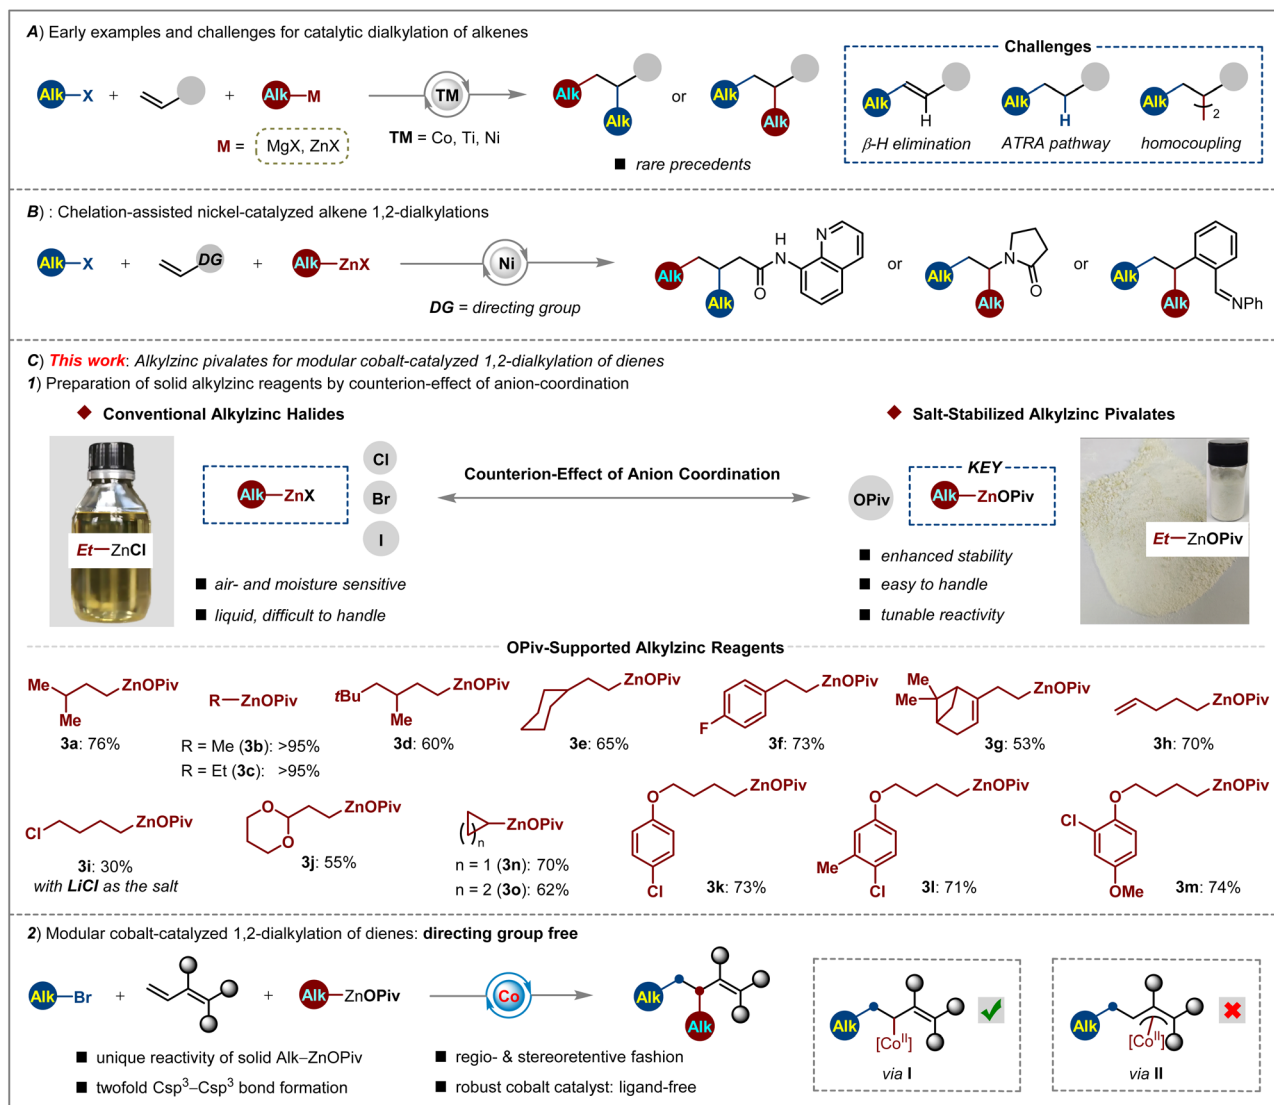 A) Early examples and challenges for catalytic dialkylation of alkenes
Alk–X + + Alk–M
TM
Alk
Alk
or
Alk
Alk
M = MgX, ZnX
TM = Co, Ti, Ni
■ rare precedents
Challenges
Alk
H
Alk
H
Alk
2
β-H elimination
ATRA pathway
homocoupling
B) : Chelation-assisted nickel-catalyzed alkene 1,2-dialkylations
Alk–X + DG + Alk–ZnX
Ni
DG = directing group
Alk
Alk
O
H
N
N
or
Alk
Alk
N
O
or
Alk
Alk
NPh
C) This work: Alkylzinc pivalates for modular cobalt-catalyzed 1,2-dialkylation of dienes
1) Preparation of solid alkylzinc reagents by counterion-effect of anion-coordination
◆ Conventional Alkylzinc Halides
◆ Salt-Stabilized Alkylzinc Pivalates
Et—ZnCl
Alk–ZnX
Cl
Br
I
Counterion-Effect of Anion Coordination
OPiv
KEY
Alk–ZnOPiv
Et—ZnOPiv
■ air- and moisture sensitive
■ liquid, difficult to handle
■ enhanced stability
■ easy to handle
■ tunable reactivity
OPiv-Supported Alkylzinc Reagents
Me
Me
ZnOPiv
3a: 76%
R–ZnOPiv
R = Me (3b): >95%
R = Et (3c): >95%
tBu
Me
ZnOPiv
3d: 60%
ZnOPiv
3e: 65%
F
ZnOPiv
3f: 73%
Me
Me
ZnOPiv
3g: 53%
ZnOPiv
3h: 70%
Cl
ZnOPiv
3i: 30%
with LiCl as the salt
O
O
ZnOPiv
3j: 55%
( )n
ZnOPiv
n = 1 (3n): 70%
n = 2 (3o): 62%
O
ZnOPiv
Cl
3k: 73%
O
ZnOPiv
Me
Cl
3l: 71%
O
ZnOPiv
Cl
OMe
3m: 74%
2) Modular cobalt-catalyzed 1,2-dialkylation of dienes: directing group free
Alk–Br + + Alk–ZnOPiv
Co
Alk
Alk
Alk
[CoII]
via I
Alk
[CoII]
via II
■ unique reactivity of solid Alk–ZnOPiv
■ twofold Csp3–Csp3 bond formation
■ regio- & stereoretentive fashion
■ robust cobalt catalyst: ligand-free